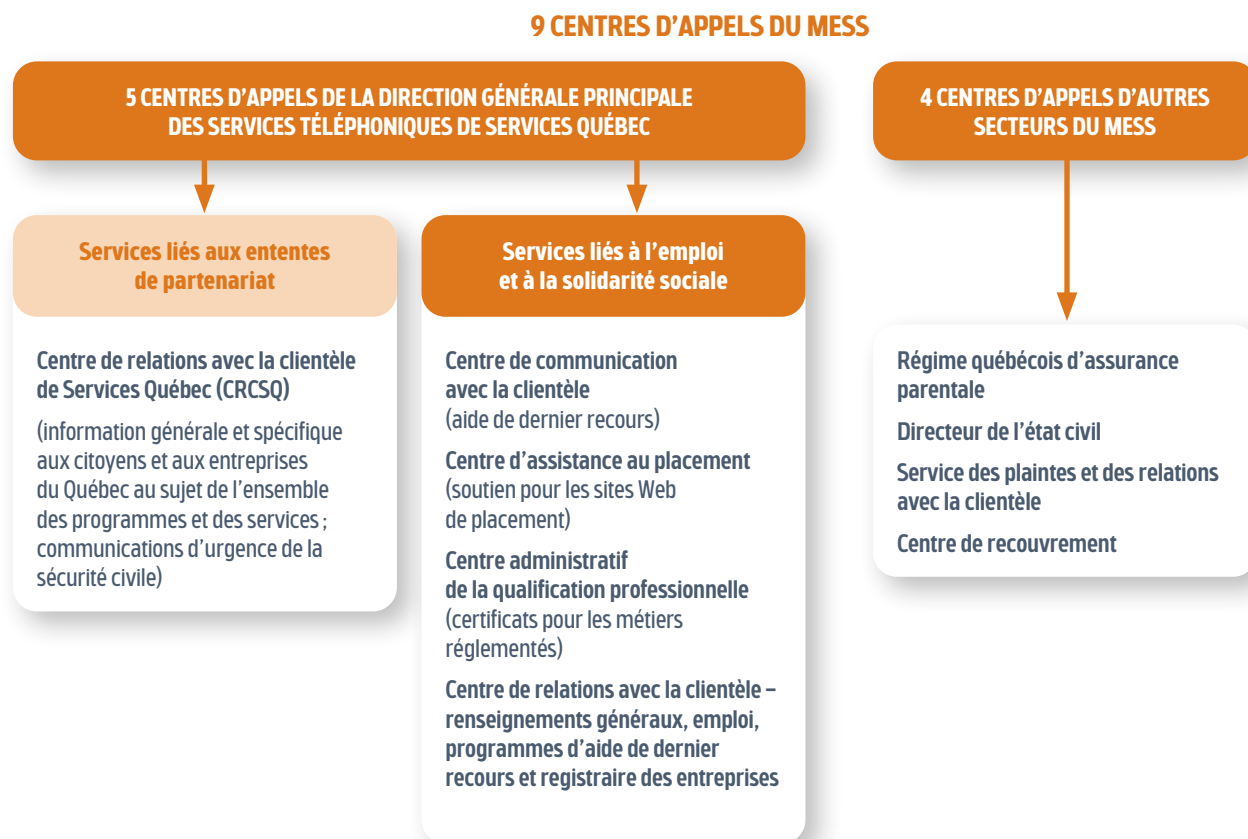 9 CENTRES D’APPELS DU MESS
5 CENTRES D’APPELS DE LA DIRECTION GÉNÉRALE PRINCIPALE
DES SERVICES TÉLÉPHONIQUES DE SERVICES QUÉBEC
4 CENTRES D’APPELS D’AUTRES
SECTEURS DU MESS
Services liés aux ententes
de partenariat
Centre de relations avec la clientèle
de Services Québec (CRCSQ)
(information générale et spécifique
aux citoyens et aux entreprises
du Québec au sujet de l’ensemble
des programmes et des services ;
communications d’urgence de la
sécurité civile)
Services liés à l’emploi
et à la solidarité sociale
Centre de communication
avec la clientèle
(aide de dernier recours)
Centre d’assistance au placement
(soutien pour les sites Web
de placement)
Centre administratif
de la qualification professionnelle
(certificats pour les métiers
réglementés)
Centre de relations avec la clientèle –
renseignements généraux, emploi,
programmes d’aide de dernier
recours et registraire des entreprises
Régime québécois d’assurance
parentale
Directeur de l’état civil
Service des plaintes et des relations
avec la clientèle
Centre de recouvrement